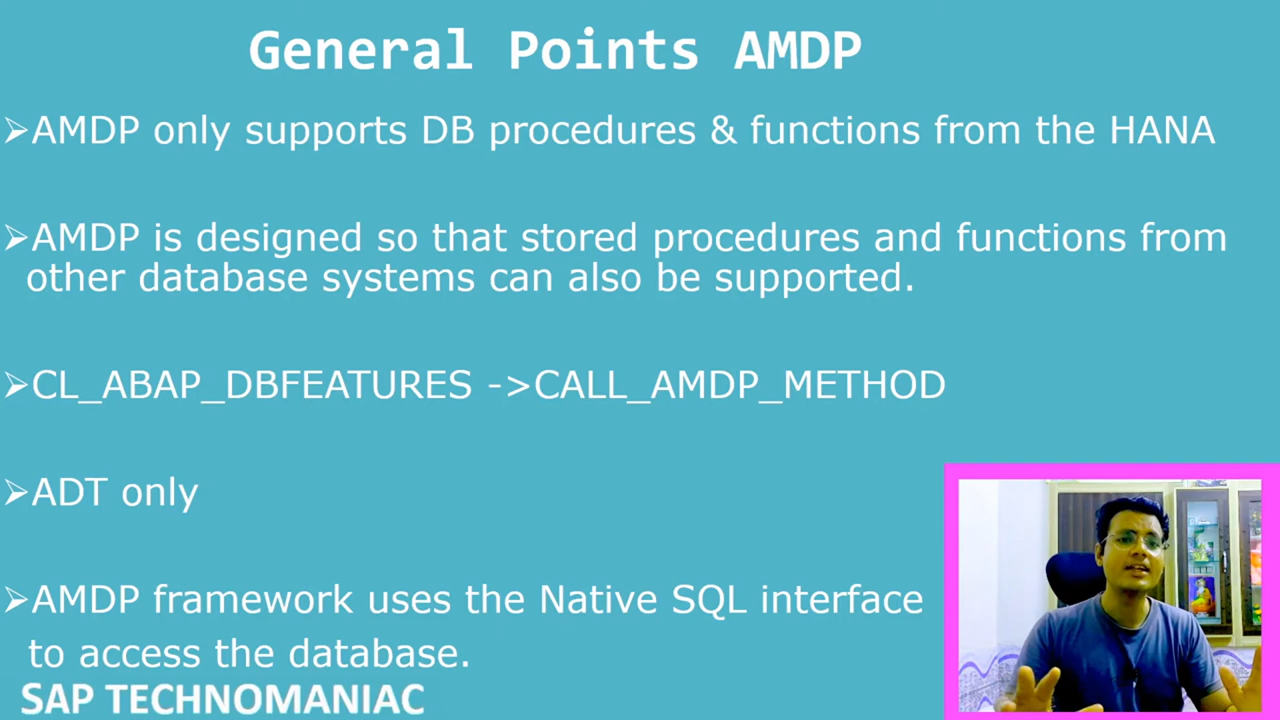 General Points AMDP
➢AMDP only supports DB procedures & functions from the HANA
➢AMDP is designed so that stored procedures and functions from
other database systems can also be supported.
➢CL_ABAP_DBFEATURES ->CALL_AMDP_METHOD
➢ADT only
➢AMDP framework uses the Native SQL interface
to access the database.
SAP TECHNOMANIAC